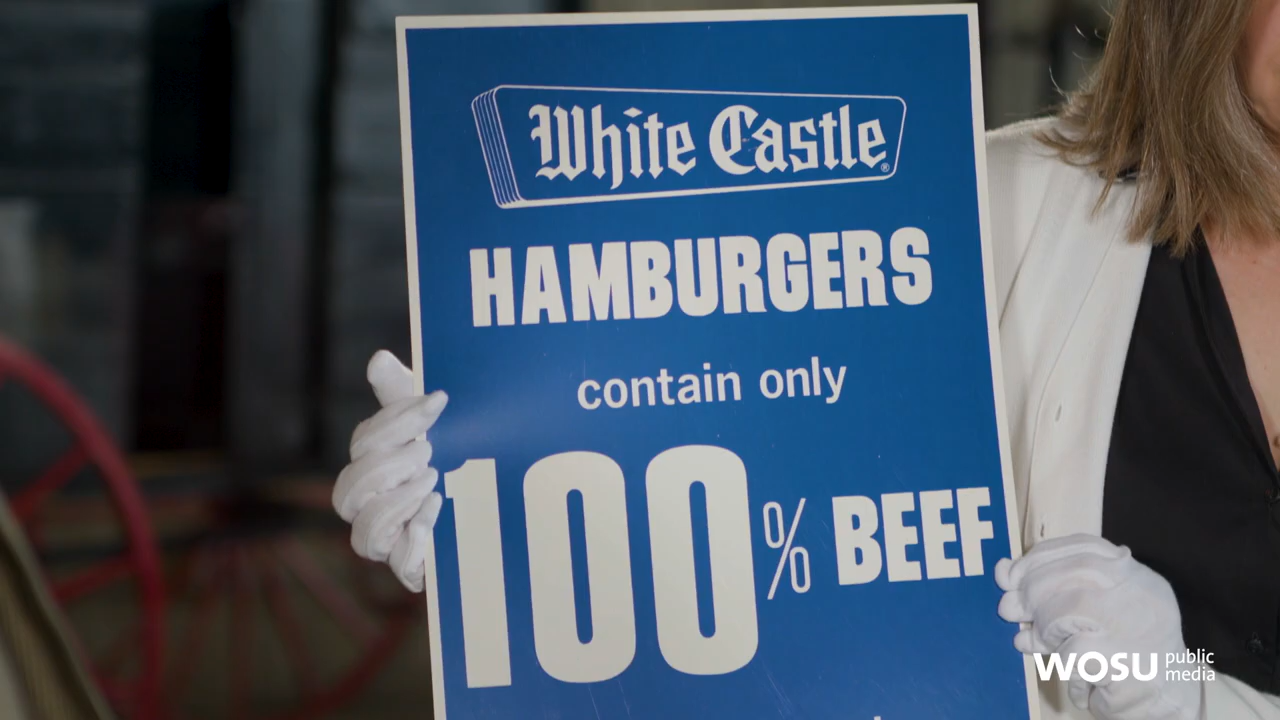 White Castle®
HAMBURGERS
contain only
100% BEEF
WOSU public media